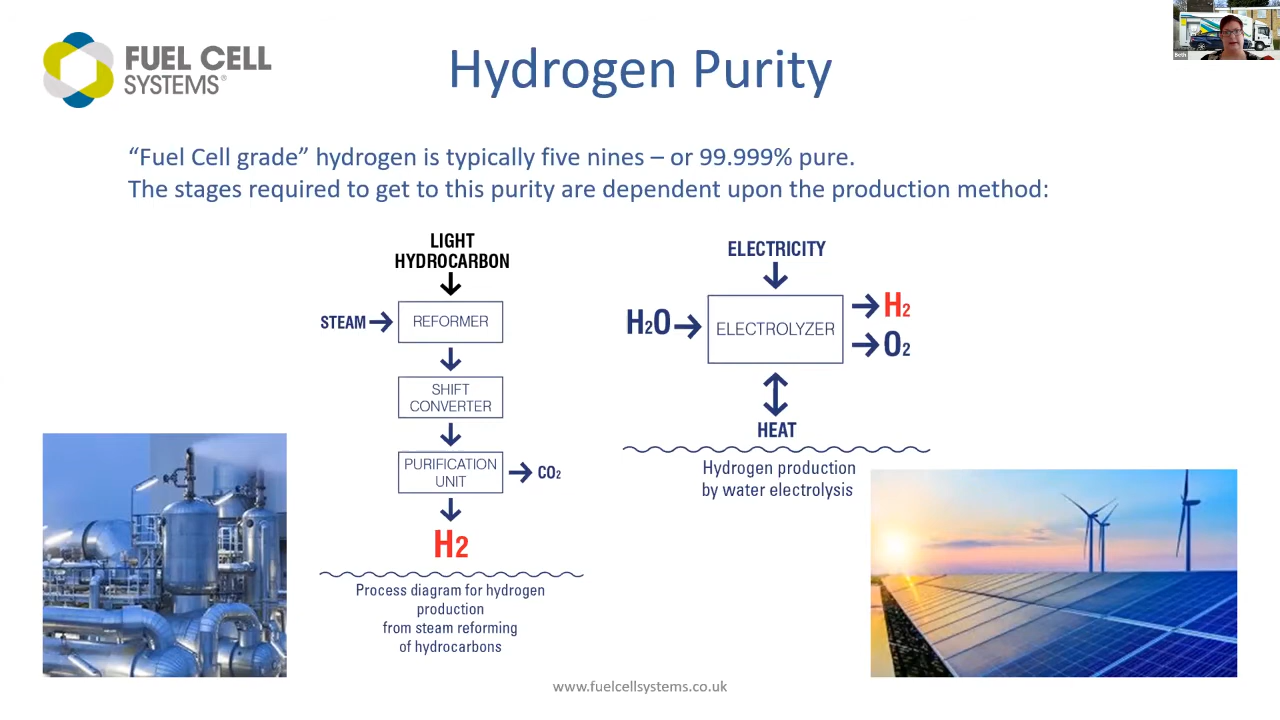 FUEL CELL
SYSTEMS®
Hydrogen Purity
Beth
“Fuel Cell grade” hydrogen is typically five nines – or 99.999% pure.
The stages required to get to this purity are dependent upon the production method:
LIGHT
HYDROCARBON
STEAM
REFORMER
SHIFT
CONVERTER
PURIFICATION
UNIT
CO2
H2
Process diagram for hydrogen
production
from steam reforming
of hydrocarbons
ELECTRICITY
H2O
ELECTROLYZER
H2
O2
HEAT
Hydrogen production
by water electrolysis
www.fuelcellsystems.co.uk